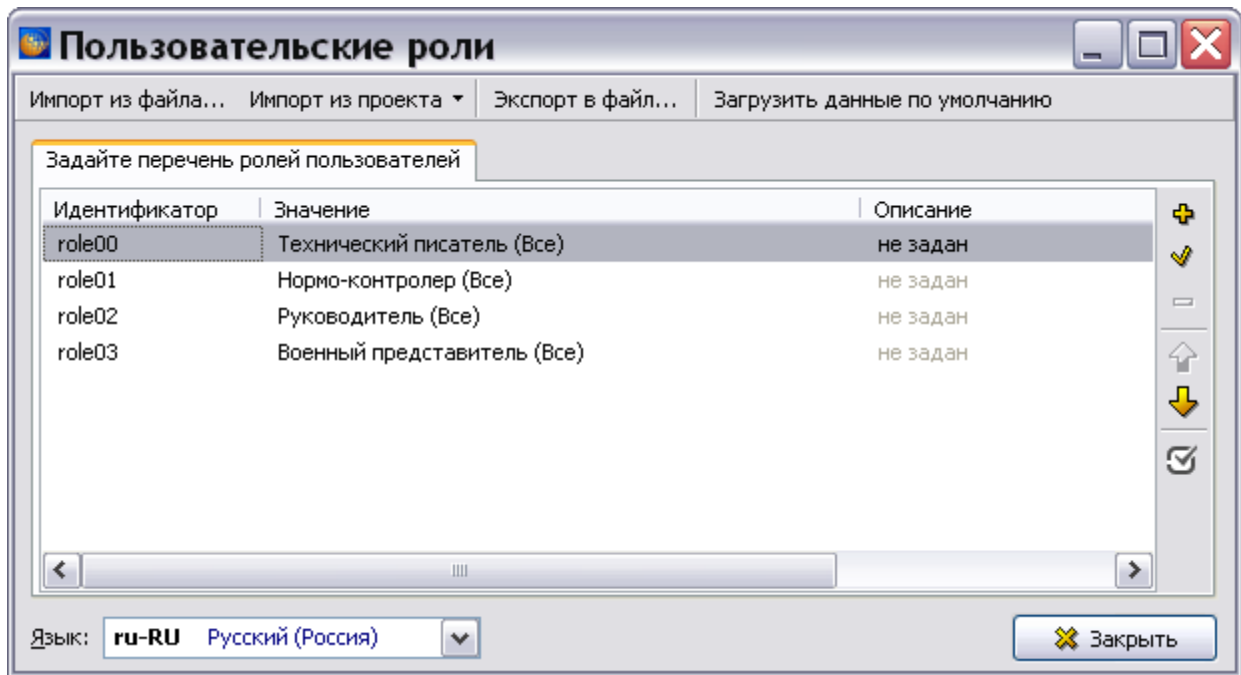 Пользовательские роли
Импорт из файла... Импорт из проекта Экспорт в файл... Загрузить данные по умолчанию
Задайте перечень ролей пользователей
Идентификатор Значение Описание
role00 Технический писатель (Все) не задан
role01 Нормо-контролер (Все) не задан
role02 Руководитель (Все) не задан
role03 Военный представитель (Все) не задан
Язык: ru-RU Русский (Россия) Закрыть